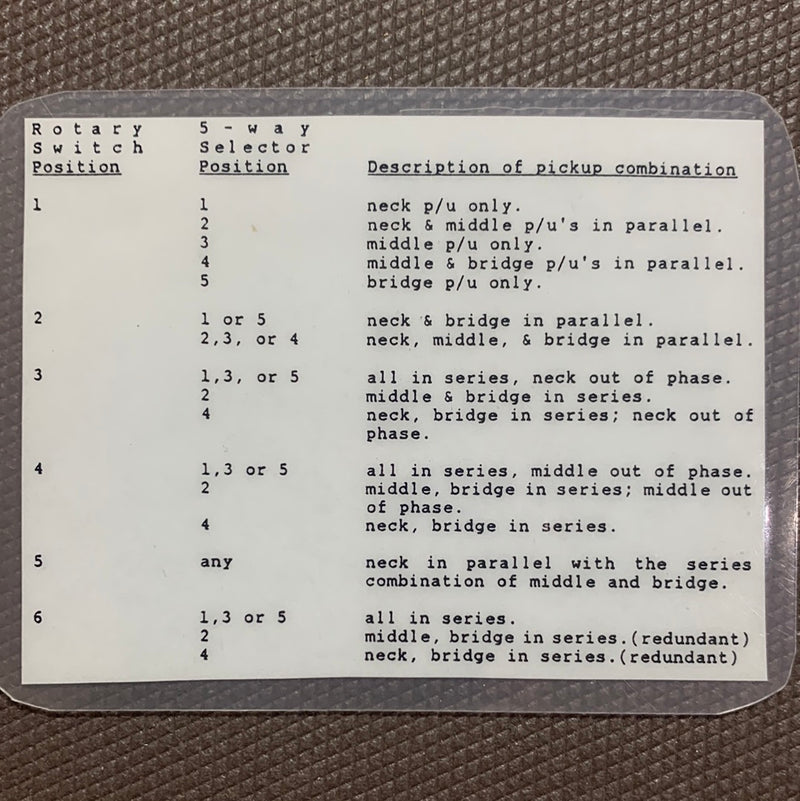 Rotary 5-way
Switch Selector
Position Position Description of pickup combination
1 1 neck p/u only.
2 neck & middle p/u's in parallel.
3 middle p/u only.
4 middle & bridge p/u's in parallel.
5 bridge p/u only.
2 1 or 5 neck & bridge in parallel.
2,3, or 4 neck, middle, & bridge in parallel.
3 1,3, or 5 all in series, neck out of phase.
2 middle & bridge in series.
4 neck, bridge in series; neck out of
phase.
4 1,3 or 5 all in series, middle out of phase.
2 middle, bridge in series; middle out
of phase.
4 neck, bridge in series.
5 any neck in parallel with the series
combination of middle and bridge.
6 1,3 or 5 all in series.
2 middle, bridge in series.(redundant)
4 neck, bridge in series.(redundant)